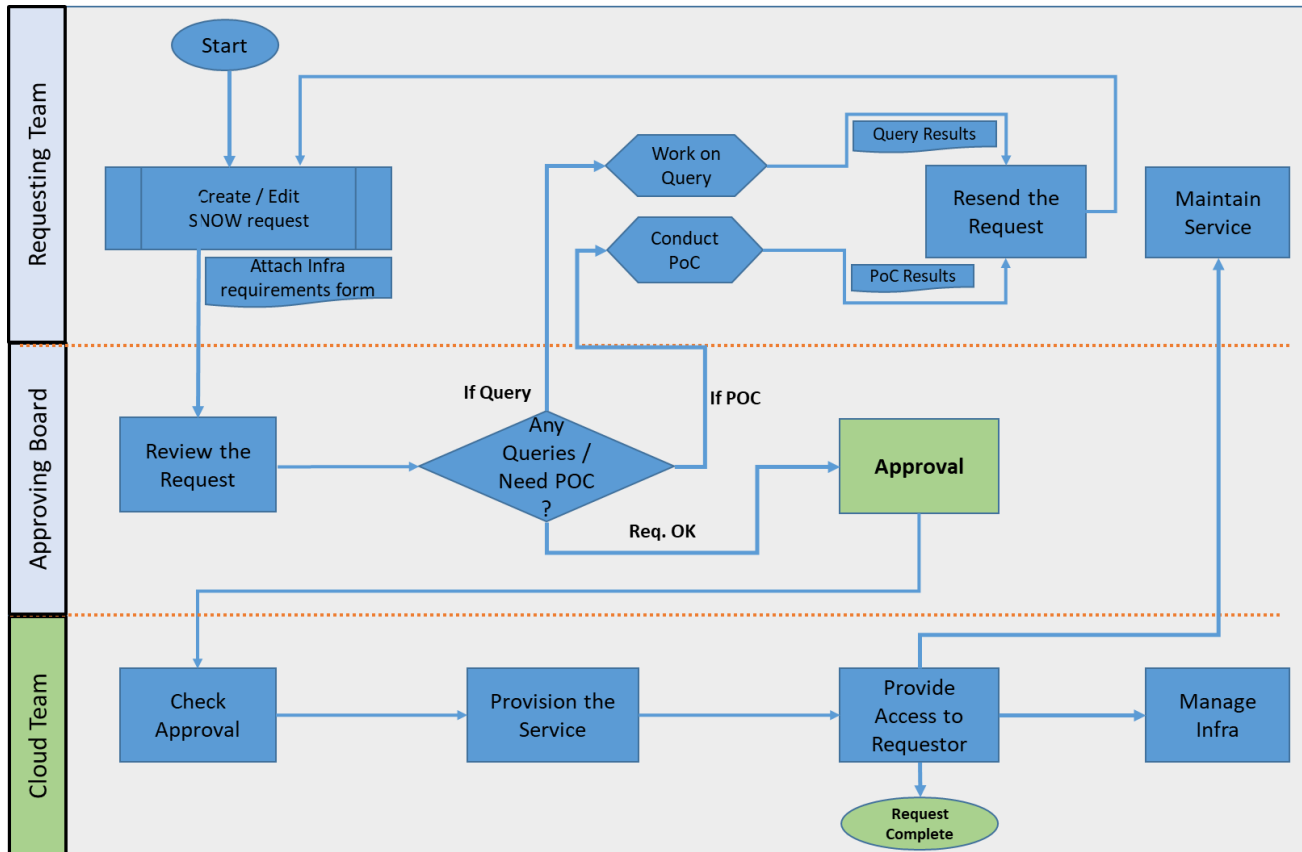 Requesting Team
Start
Create / Edit
SNOW request
Attach Infra
requirements form
Work on
Query
Query Results
Conduct
PoC
PoC Results
Resend the
Request
Maintain
Service
Approving Board
Review the
Request
If Query
Any
Queries /
Need POC
?
If POC
Req. OK
Approval
Cloud Team
Check
Approval
Provision the
Service
Provide
Access to
Requestor
Manage
Infra
Request
Complete